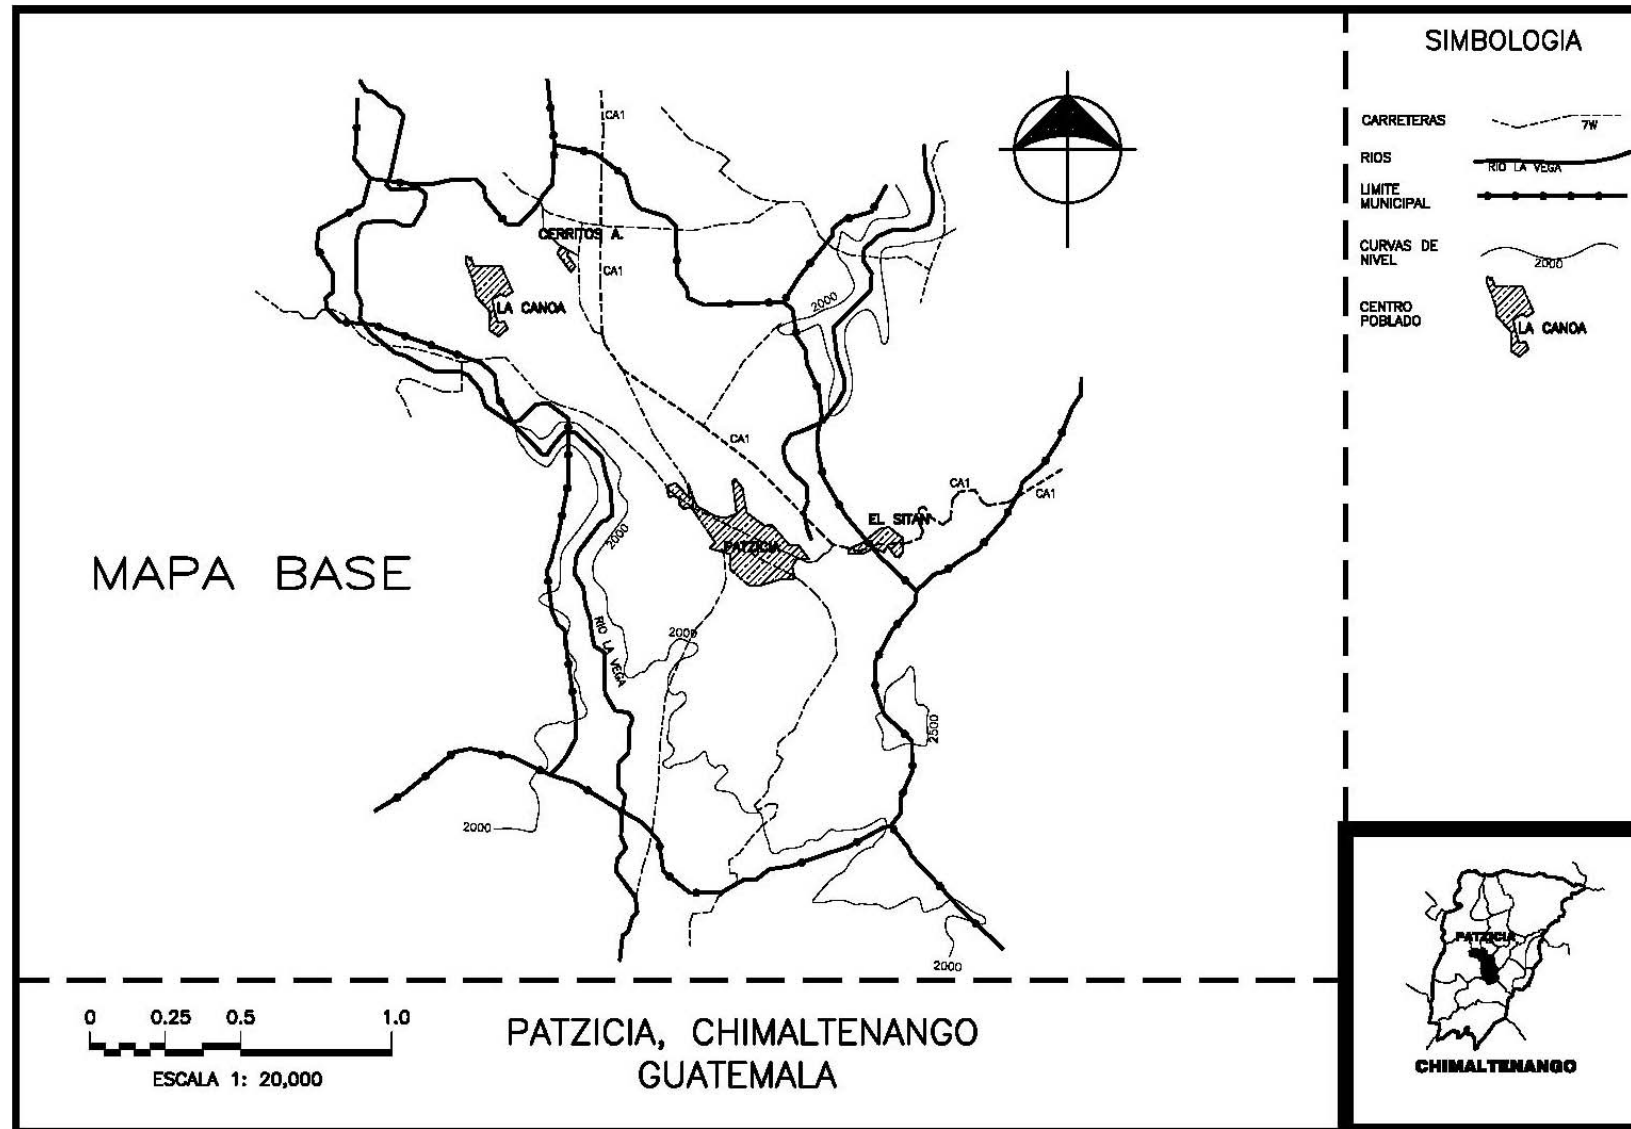 SIMBOLOGIA
CARRETERAS
7W
RIOS
RIO LA VEGA
LIMITE
MUNICIPAL
CURVAS DE
NIVEL
2000
CENTRO
POBLADO
LA CANOA
CA1
CERRITOS A.
CA1
LA CANOA
2000
CA1
CA1
CA1
EL SITAN
PATZICIA
2000
MAPA BASE
RIO LA VEGA
2000
2500
2000
2000
0 0.25 0.5 1.0
ESCALA 1: 20,000
PATZICIA, CHIMALTENANGO
GUATEMALA
PATZICIA
CHIMALTENANGO